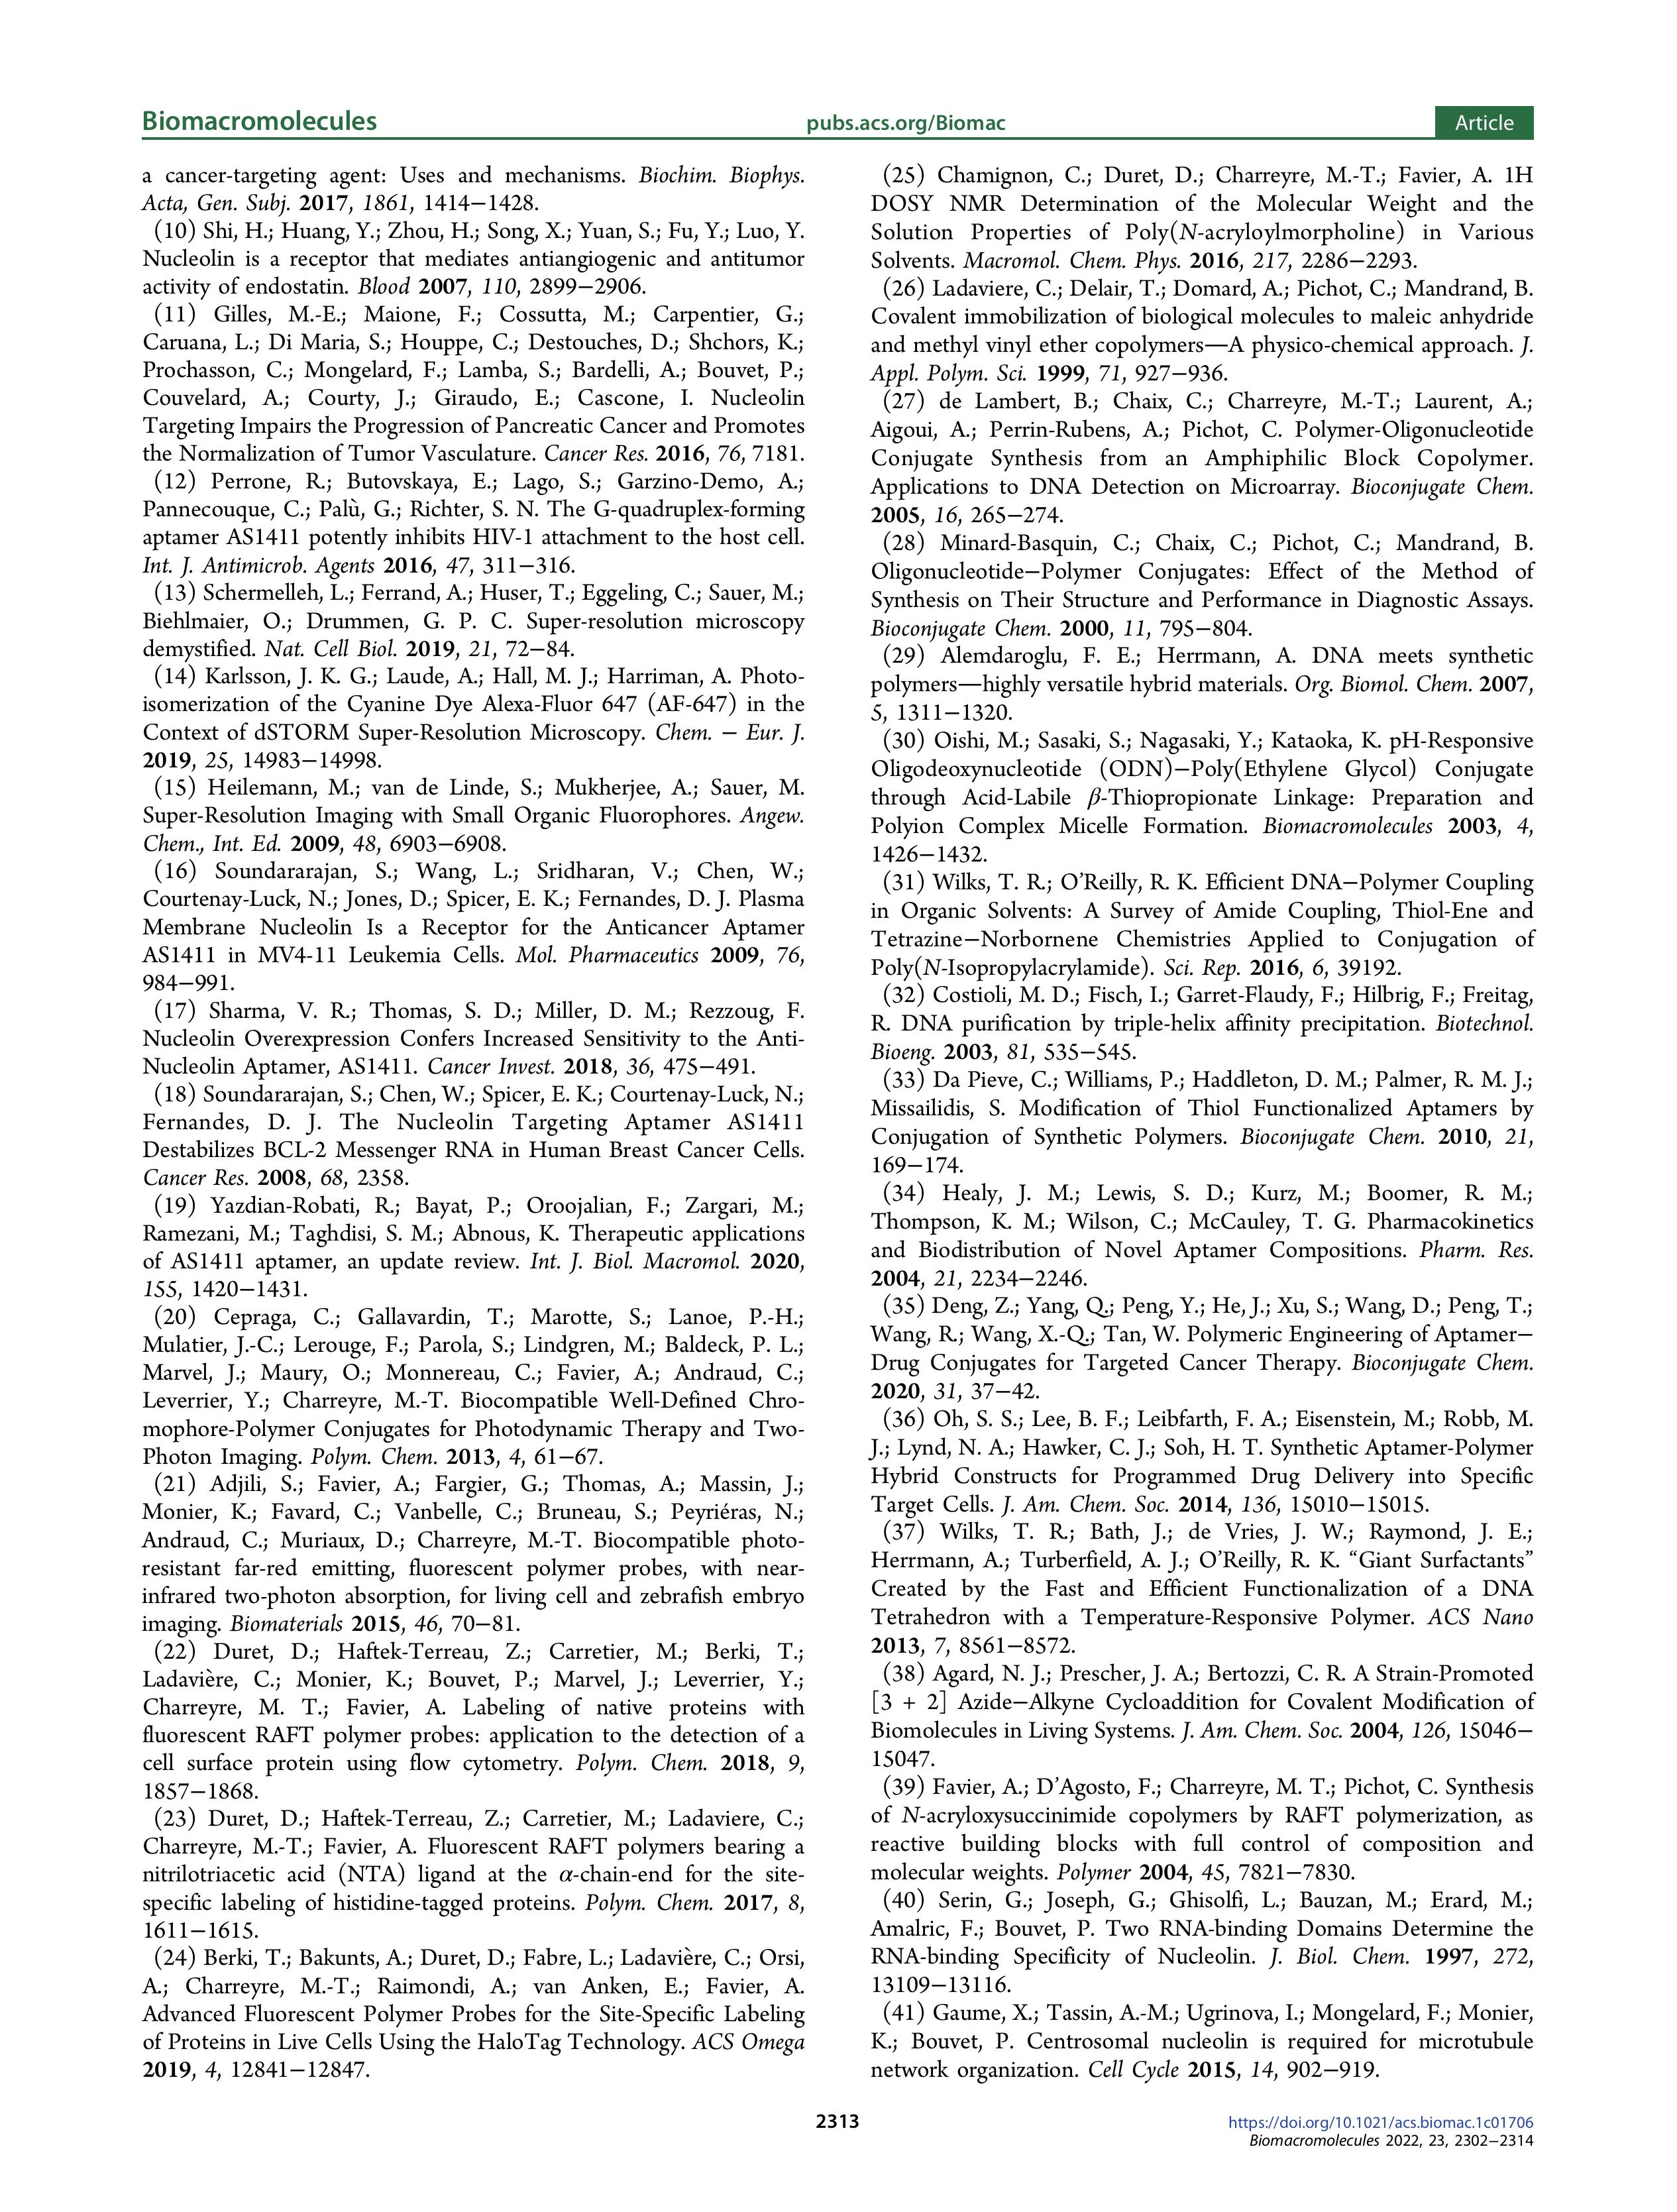 Biomacromolecules
pubs.acs.org/Biomac
Article
a cancer-targeting agent: Uses and mechanisms. Biochim. Biophys.
Acta, Gen. Subj. 2017, 1861, 1414−1428.
(10) Shi, H.; Huang, Y.; Zhou, H.; Song, X.; Yuan, S.; Fu, Y.; Luo, Y.
Nucleolin is a receptor that mediates antiangiogenic and antitumor
activity of endostatin. Blood 2007, 110, 2899−2906.
(11) Gilles, M.-E.; Maione, F.; Cossutta, M.; Carpentier, G.;
Caruana, L.; Di Maria, S.; Houppe, C.; Destouches, D.; Shchors, K.;
Prochasson, C.; Mongelard, F.; Lamba, S.; Bardelli, A.; Bouvet, P.;
Couvelard, A.; Courty, J.; Giraudo, E.; Cascone, I. Nucleolin
Targeting Impairs the Progression of Pancreatic Cancer and Promotes
the Normalization of Tumor Vasculature. Cancer Res. 2016, 76, 7181.
(12) Perrone, R.; Butovskaya, E.; Lago, S.; Garzino-Demo, A.;
Pannecouque, C.; Palù, G.; Richter, S. N. The G-quadruplex-forming
aptamer AS1411 potently inhibits HIV-1 attachment to the host cell.
Int. J. Antimicrob. Agents 2016, 47, 311−316.
(13) Schermelleh, L.; Ferrand, A.; Huser, T.; Eggeling, C.; Sauer, M.;
Biehlmaier, O.; Drummen, G. P. C. Super-resolution microscopy
demystified. Nat. Cell Biol. 2019, 21, 72−84.
(14) Karlsson, J. K. G.; Laude, A.; Hall, M. J.; Harriman, A. Photo-
isomerization of the Cyanine Dye Alexa-Fluor 647 (AF-647) in the
Context of dSTORM Super-Resolution Microscopy. Chem. − Eur. J.
2019, 25, 14983−14998.
(15) Heilemann, M.; van de Linde, S.; Mukherjee, A.; Sauer, M.
Super-Resolution Imaging with Small Organic Fluorophores. Angew.
Chem., Int. Ed. 2009, 48, 6903−6908.
(16) Soundararajan, S.; Wang, L.; Sridharan, V.; Chen, W.;
Courtenay-Luck, N.; Jones, D.; Spicer, E. K.; Fernandes, D. J. Plasma
Membrane Nucleolin Is a Receptor for the Anticancer Aptamer
AS1411 in MV4-11 Leukemia Cells. Mol. Pharmaceutics 2009, 76,
984−991.
(17) Sharma, V. R.; Thomas, S. D.; Miller, D. M.; Rezzoug, F.
Nucleolin Overexpression Confers Increased Sensitivity to the Anti-
Nucleolin Aptamer, AS1411. Cancer Invest. 2018, 36, 475−491.
(18) Soundararajan, S.; Chen, W.; Spicer, E. K.; Courtenay-Luck, N.;
Fernandes, D. J. The Nucleolin Targeting Aptamer AS1411
Destabilizes BCL-2 Messenger RNA in Human Breast Cancer Cells.
Cancer Res. 2008, 68, 2358.
(19) Yazdian-Robati, R.; Bayat, P.; Oroojalian, F.; Zargari, M.;
Ramezani, M.; Taghdisi, S. M.; Abnous, K. Therapeutic applications
of AS1411 aptamer, an update review. Int. J. Biol. Macromol. 2020,
155, 1420−1431.
(20) Cepraga, C.; Gallavardin, T.; Marotte, S.; Lanoe, P.-H.;
Mulatier, J.-C.; Lerouge, F.; Parola, S.; Lindgren, M.; Baldeck, P. L.;
Marvel, J.; Maury, O.; Monnereau, C.; Favier, A.; Andraud, C.;
Leverrier, Y.; Charreyre, M.-T. Biocompatible Well-Defined Chro-
mophore-Polymer Conjugates for Photodynamic Therapy and Two-
Photon Imaging. Polym. Chem. 2013, 4, 61−67.
(21) Adjili, S.; Favier, A.; Fargier, G.; Thomas, A.; Massin, J.;
Monier, K.; Favard, C.; Vanbelle, C.; Bruneau, S.; Peyriéras, N.;
Andraud, C.; Muriaux, D.; Charreyre, M.-T. Biocompatible photo-
resistant far-red emitting, fluorescent polymer probes, with near-
infrared two-photon absorption, for living cell and zebrafish embryo
imaging. Biomaterials 2015, 46, 70−81.
(22) Duret, D.; Haftek-Terreau, Z.; Carretier, M.; Berki, T.;
Ladavière, C.; Monier, K.; Bouvet, P.; Marvel, J.; Leverrier, Y.;
Charreyre, M. T.; Favier, A. Labeling of native proteins with
fluorescent RAFT polymer probes: application to the detection of a
cell surface protein using flow cytometry. Polym. Chem. 2018, 9,
1857−1868.
(23) Duret, D.; Haftek-Terreau, Z.; Carretier, M.; Ladaviere, C.;
Charreyre, M.-T.; Favier, A. Fluorescent RAFT polymers bearing a
nitrilotriacetic acid (NTA) ligand at the α-chain-end for the site-
specific labeling of histidine-tagged proteins. Polym. Chem. 2017, 8,
1611−1615.
(24) Berki, T.; Bakunts, A.; Duret, D.; Fabre, L.; Ladavière, C.; Orsi,
A.; Charreyre, M.-T.; Raimondi, A.; van Anken, E.; Favier, A.
Advanced Fluorescent Polymer Probes for the Site-Specific Labeling
of Proteins in Live Cells Using the HaloTag Technology. ACS Omega
2019, 4, 12841−12847.
(25) Chamignon, C.; Duret, D.; Charreyre, M.-T.; Favier, A. 1H
DOSY NMR Determination of the Molecular Weight and the
Solution Properties of Poly(N-acryloylmorpholine) in Various
Solvents. Macromol. Chem. Phys. 2016, 217, 2286−2293.
(26) Ladaviere, C.; Delair, T.; Domard, A.; Pichot, C.; Mandrand, B.
Covalent immobilization of biological molecules to maleic anhydride
and methyl vinyl ether copolymers—A physico-chemical approach. J.
Appl. Polym. Sci. 1999, 71, 927−936.
(27) de Lambert, B.; Chaix, C.; Charreyre, M.-T.; Laurent, A.;
Aigoui, A.; Perrin-Rubens, A.; Pichot, C. Polymer-Oligonucleotide
Conjugate Synthesis from an Amphiphilic Block Copolymer.
Applications to DNA Detection on Microarray. Bioconjugate Chem.
2005, 16, 265−274.
(28) Minard-Basquin, C.; Chaix, C.; Pichot, C.; Mandrand, B.
Oligonucleotide−Polymer Conjugates: Effect of the Method of
Synthesis on Their Structure and Performance in Diagnostic Assays.
Bioconjugate Chem. 2000, 11, 795−804.
(29) Alemdaroglu, F. E.; Herrmann, A. DNA meets synthetic
polymers—highly versatile hybrid materials. Org. Biomol. Chem. 2007,
5, 1311−1320.
(30) Oishi, M.; Sasaki, S.; Nagasaki, Y.; Kataoka, K. pH-Responsive
Oligodeoxynucleotide (ODN)−Poly(Ethylene Glycol) Conjugate
through Acid-Labile β-Thiopropionate Linkage: Preparation and
Polyion Complex Micelle Formation. Biomacromolecules 2003, 4,
1426−1432.
(31) Wilks, T. R.; O'Reilly, R. K. Efficient DNA−Polymer Coupling
in Organic Solvents: A Survey of Amide Coupling, Thiol-Ene and
Tetrazine−Norbornene Chemistries Applied to Conjugation of
Poly(N-Isopropylacrylamide). Sci. Rep. 2016, 6, 39192.
(32) Costioli, M. D.; Fisch, I.; Garret-Flaudy, F.; Hilbrig, F.; Freitag,
R. DNA purification by triple-helix affinity precipitation. Biotechnol.
Bioeng. 2003, 81, 535−545.
(33) Da Pieve, C.; Williams, P.; Haddleton, D. M.; Palmer, R. M. J.;
Missailidis, S. Modification of Thiol Functionalized Aptamers by
Conjugation of Synthetic Polymers. Bioconjugate Chem. 2010, 21,
169−174.
(34) Healy, J. M.; Lewis, S. D.; Kurz, M.; Boomer, R. M.;
Thompson, K. M.; Wilson, C.; McCauley, T. G. Pharmacokinetics
and Biodistribution of Novel Aptamer Compositions. Pharm. Res.
2004, 21, 2234−2246.
(35) Deng, Z.; Yang, Q.; Peng, Y.; He, J.; Xu, S.; Wang, D.; Peng, T.;
Wang, R.; Wang, X.-Q.; Tan, W. Polymeric Engineering of Aptamer−
Drug Conjugates for Targeted Cancer Therapy. Bioconjugate Chem.
2020, 31, 37−42.
(36) Oh, S. S.; Lee, B. F.; Leibfarth, F. A.; Eisenstein, M.; Robb, M.
J.; Lynd, N. A.; Hawker, C. J.; Soh, H. T. Synthetic Aptamer-Polymer
Hybrid Constructs for Programmed Drug Delivery into Specific
Target Cells. J. Am. Chem. Soc. 2014, 136, 15010−15015.
(37) Wilks, T. R.; Bath, J.; de Vries, J. W.; Raymond, J. E.;
Herrmann, A.; Turberfield, A. J.; O'Reilly, R. K. “Giant Surfactants”
Created by the Fast and Efficient Functionalization of a DNA
Tetrahedron with a Temperature-Responsive Polymer. ACS Nano
2013, 7, 8561−8572.
(38) Agard, N. J.; Prescher, J. A.; Bertozzi, C. R. A Strain-Promoted
[3 + 2] Azide−Alkyne Cycloaddition for Covalent Modification of
Biomolecules in Living Systems. J. Am. Chem. Soc. 2004, 126, 15046−
15047.
(39) Favier, A.; D'Agosto, F.; Charreyre, M. T.; Pichot, C. Synthesis
of N-acryloxysuccinimide copolymers by RAFT polymerization, as
reactive building blocks with full control of composition and
molecular weights. Polymer 2004, 45, 7821−7830.
(40) Serin, G.; Joseph, G.; Ghisolfi, L.; Bauzan, M.; Erard, M.;
Amalric, F.; Bouvet, P. Two RNA-binding Domains Determine the
RNA-binding Specificity of Nucleolin. J. Biol. Chem. 1997, 272,
13109−13116.
(41) Gaume, X.; Tassin, A.-M.; Ugrinova, I.; Mongelard, F.; Monier,
K.; Bouvet, P. Centrosomal nucleolin is required for microtubule
network organization. Cell Cycle 2015, 14, 902−919.
2313
https://doi.org/10.1021/acs.biomac.1c01706
Biomacromolecules 2022, 23, 2302−2314